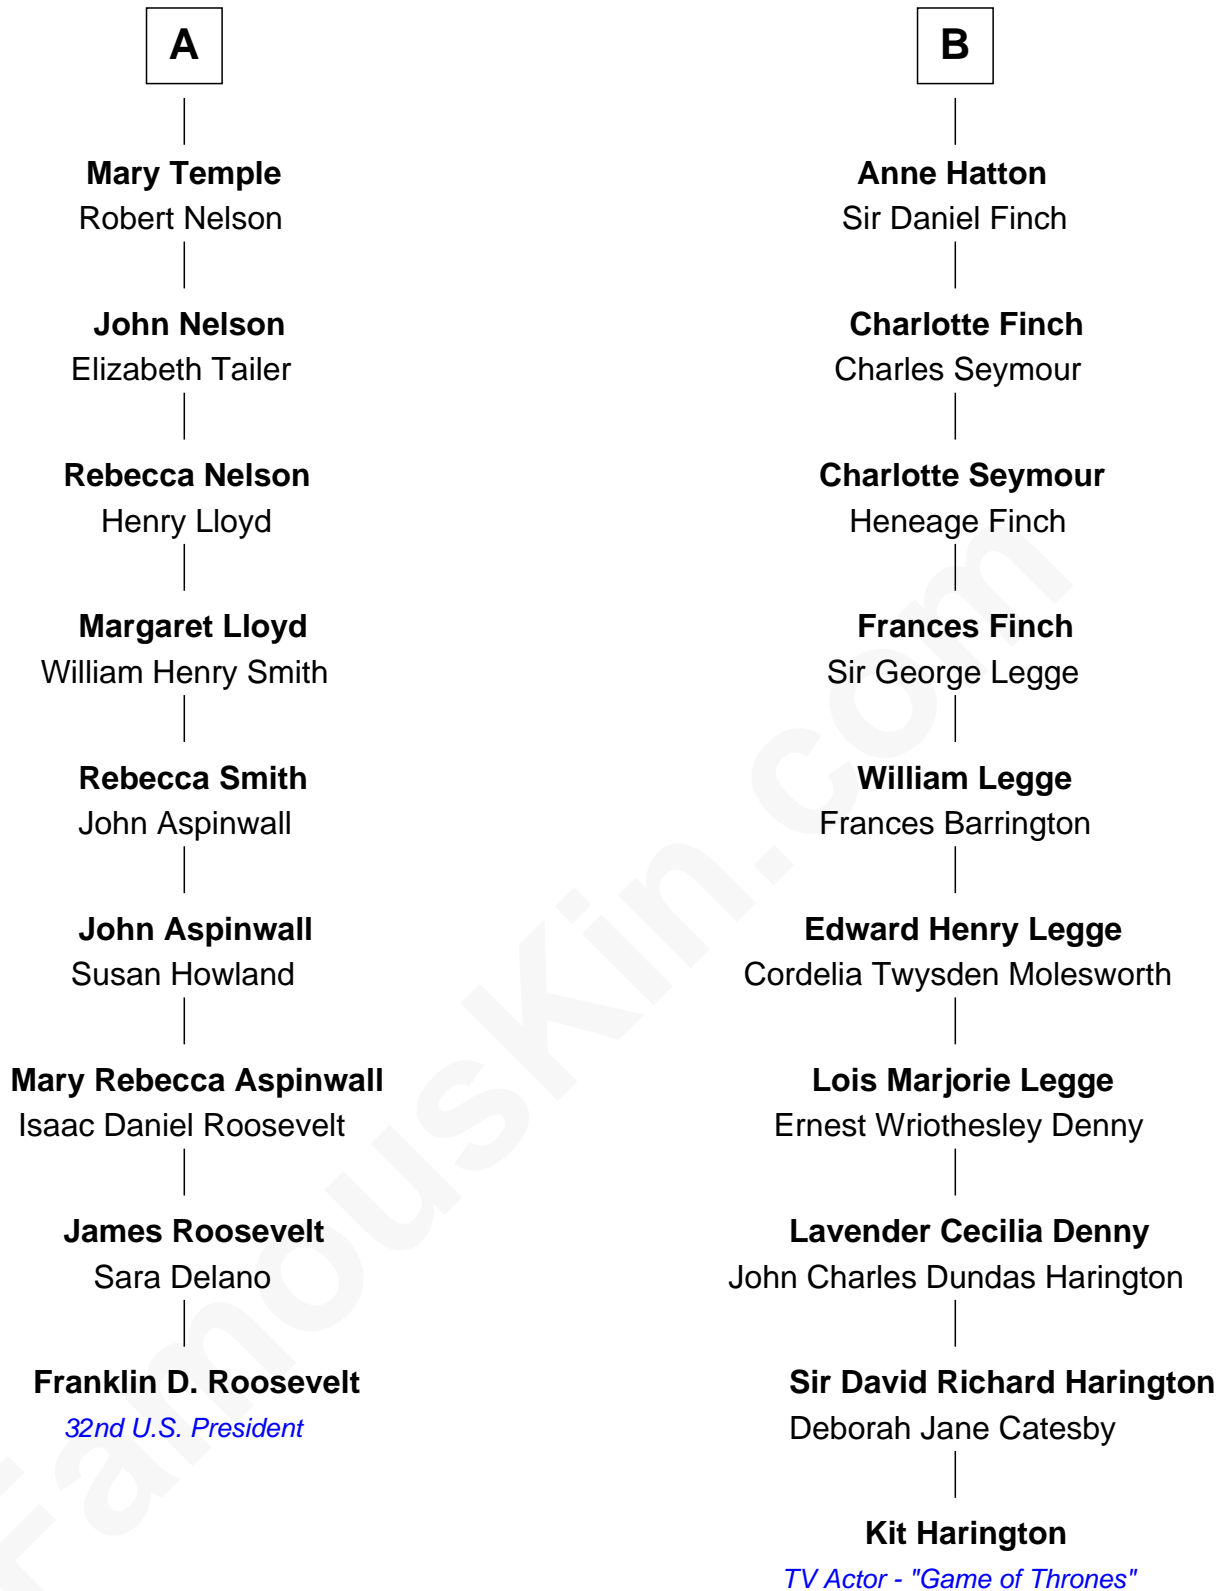 A
Mary Temple
Robert Nelson
John Nelson
Elizabeth Tailer
Rebecca Nelson
Henry Lloyd
Margaret Lloyd
William Henry Smith
Rebecca Smith
John Aspinwall
John Aspinwall
Susan Howland
Mary Rebecca Aspinwall
Isaac Daniel Roosevelt
James Roosevelt
Sara Delano
Franklin D. Roosevelt
32nd U.S. President
B
Anne Hatton
Sir Daniel Finch
Charlotte Finch
Charles Seymour
Charlotte Seymour
Heneage Finch
Frances Finch
Sir George Legge
William Legge
Frances Barrington
Edward Henry Legge
Cordelia Twysden Molesworth
Lois Marjorie Legge
Ernest Wriothesley Denny
Lavender Cecilia Denny
John Charles Dundas Harington
Sir David Richard Harington
Deborah Jane Catesby
Kit Harington
TV Actor - "Game of Thrones"
FamousKin.com